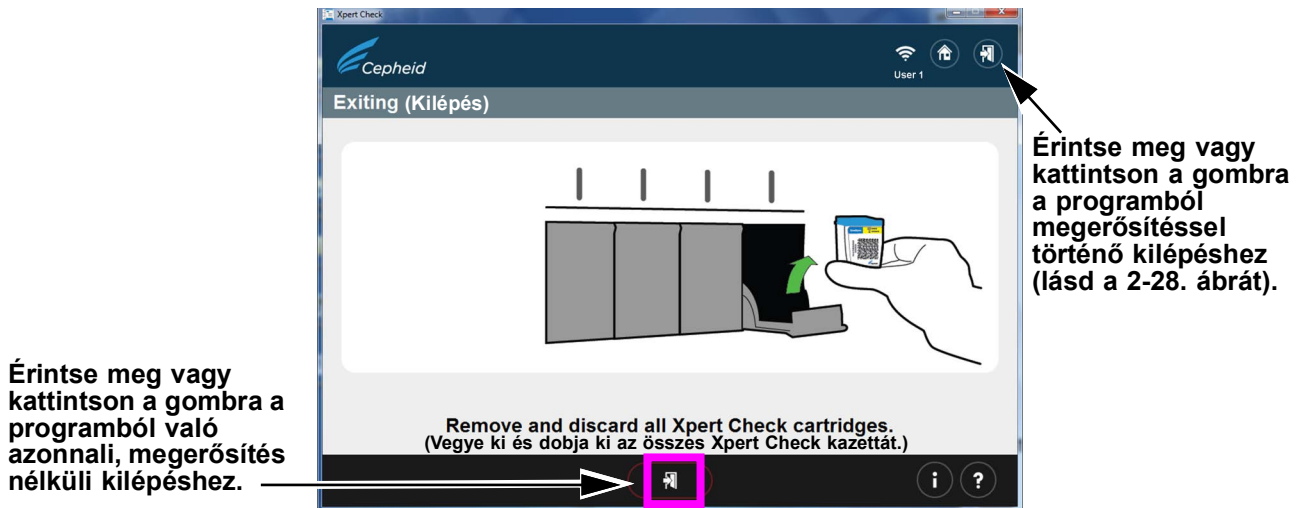 Xpert Check
Cepheid
User 1
Exiting (Kilépés)
Érintse meg vagy
kattintson a gombra
a programból
megerősítéssel
történő kilépéshez
(lásd a 2-28. ábrát).
Érintse meg vagy
kattintson a gombra a
programból való
azonnali, megerősítés
nélküli kilépéshez.
Remove and discard all Xpert Check cartridges.
(Vegye ki és dobja ki az összes Xpert Check kazettát.)
i ?